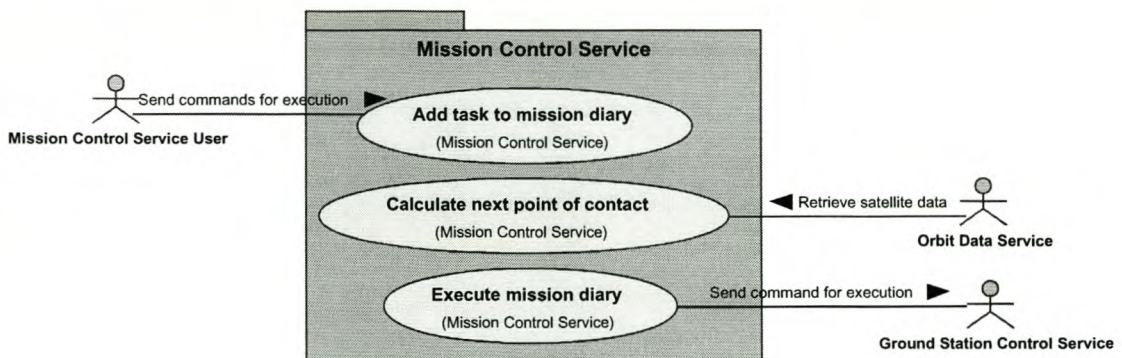 Mission Control Service
Send commands for execution
Mission Control Service User
Add task to mission diary
(Mission Control Service)
Calculate next point of contact
(Mission Control Service)
Retrieve satellite data
Orbit Data Service
Execute mission diary
(Mission Control Service)
Send command for execution
Ground Station Control Service